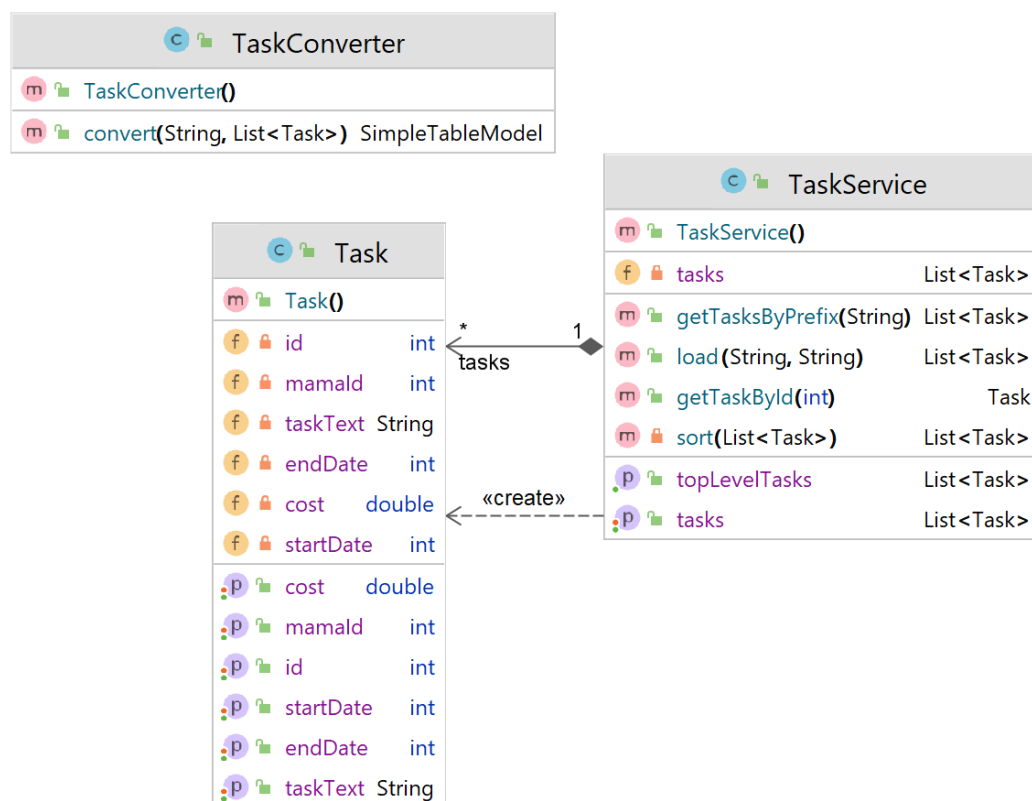 C TaskConverter
m TaskConverter()
m convert(String, List<Task>) SimpleTableModel
C TaskService
m TaskService()
f tasks List<Task>
m getTasksByPrefix(String) List<Task>
m load(String, String) List<Task>
m getTaskById(int) Task
m sort(List<Task>) List<Task>
p topLevelTasks List<Task>
p tasks List<Task>
C Task
m Task()
f id int
f mamaId int
f taskText String
f endDate int
f cost double
f startDate int
p cost double
p mamaId int
p id int
p startDate int
p endDate int
p taskText String
* 1
tasks
«create»